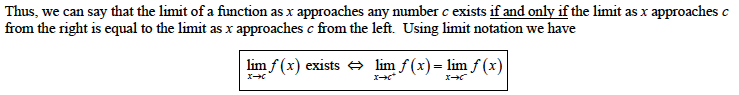 Thus, we can say that the limit of a function as x approaches any number c exists if and only if the limit as x approaches c
from the right is equal to the limit as x approaches c from the left.  Using limit notation we have
lim f(x) exists ⇔ lim f(x) = lim f(x)
x→c x→c⁺ x→c⁻